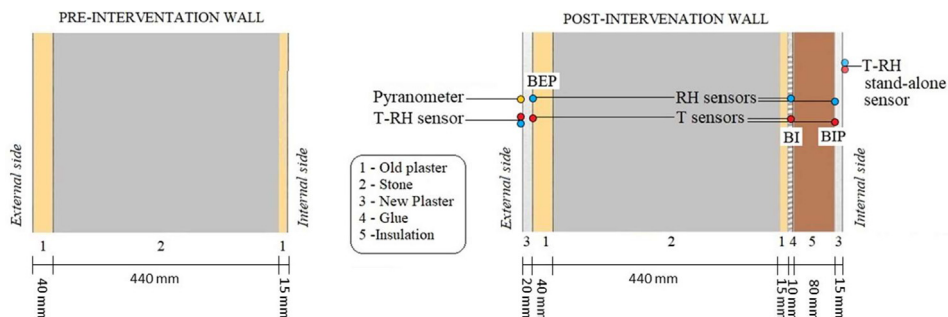 PRE-INTERVENTATION WALL
External side
Internal side
1 2 1
440 mm
40 mm
15 mm
POST-INTERVENATION WALL
BEP
Pyranometer
T-RH sensor
RH sensors
T sensors
BI BIP
T-RH
stand-alone
sensor
1 - Old plaster
2 - Stone
3 - New Plaster
4 - Glue
5 -Insulation
External side
Internal side
3 1 2 1 4 5 3
440 mm
20 mm
40 mm
15 mm
10 mm
80 mm
15 mm